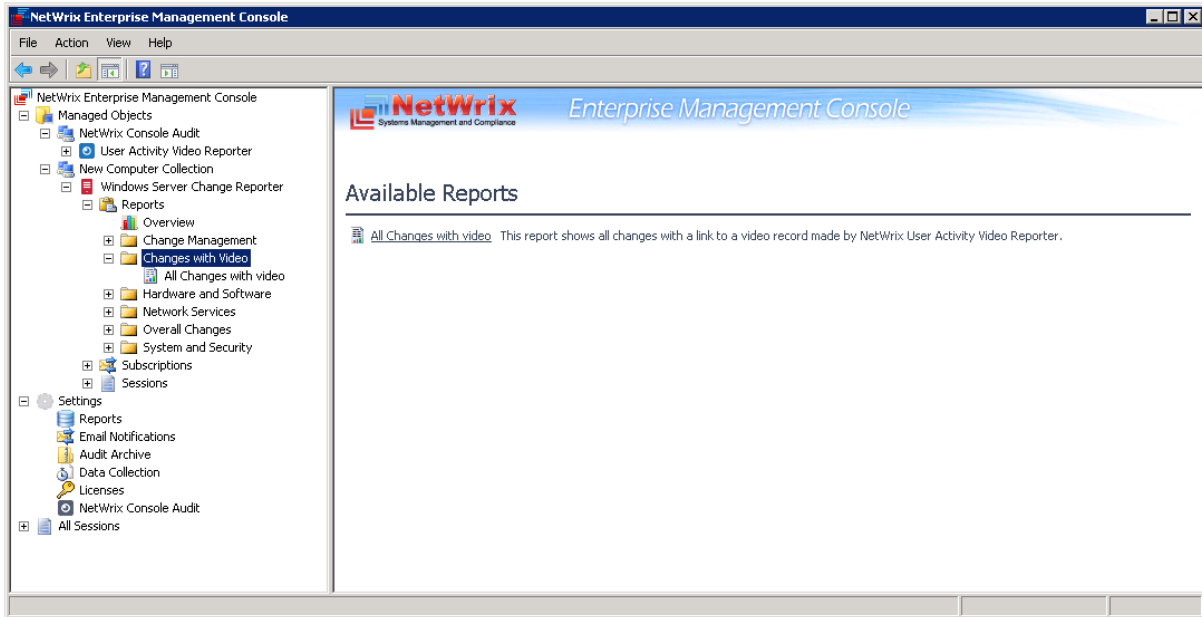 NetWrix Enterprise Management Console
File Action View Help
NetWrix Enterprise Management Console
Managed Objects
NetWrix Console Audit
User Activity Video Reporter
New Computer Collection
Windows Server Change Reporter
Reports
Overview
Change Management
Changes with Video
All Changes with video
Hardware and Software
Network Services
Overall Changes
System and Security
Subscriptions
Sessions
Settings
Reports
Email Notifications
Audit Archive
Data Collection
Licenses
NetWrix Console Audit
All Sessions
NetWrix
Systems Management and Compliance
Enterprise Management Console
Available Reports
All Changes with video This report shows all changes with a link to a video record made by NetWrix User Activity Video Reporter.